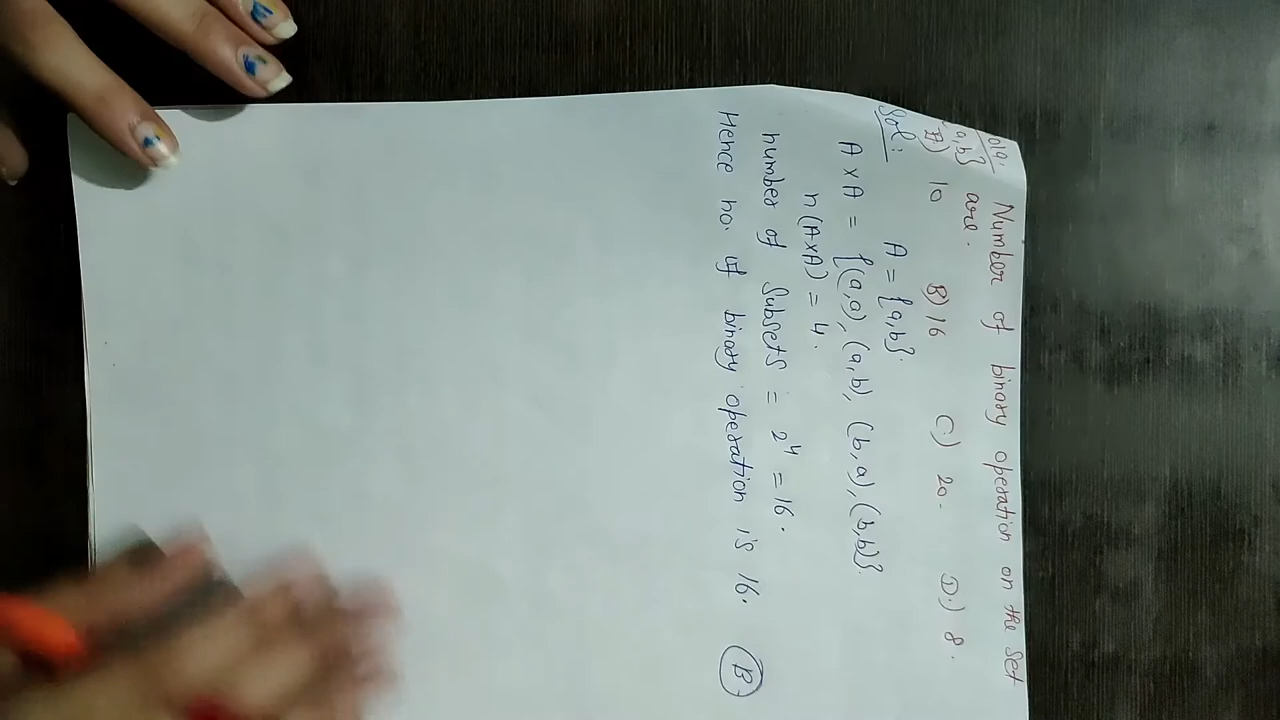 019. Number of binary operation on the set
{a,b} are.
A) 10 B) 16 C.) 20. D.) 8.
Sol:
A = {a,b}.
A × A = {(a,a), (a,b), (b,a), (b,b)}.
n(A×A) = 4.
number of subsets = 2⁴ = 16.
Hence no. of binary operation is 16. B.